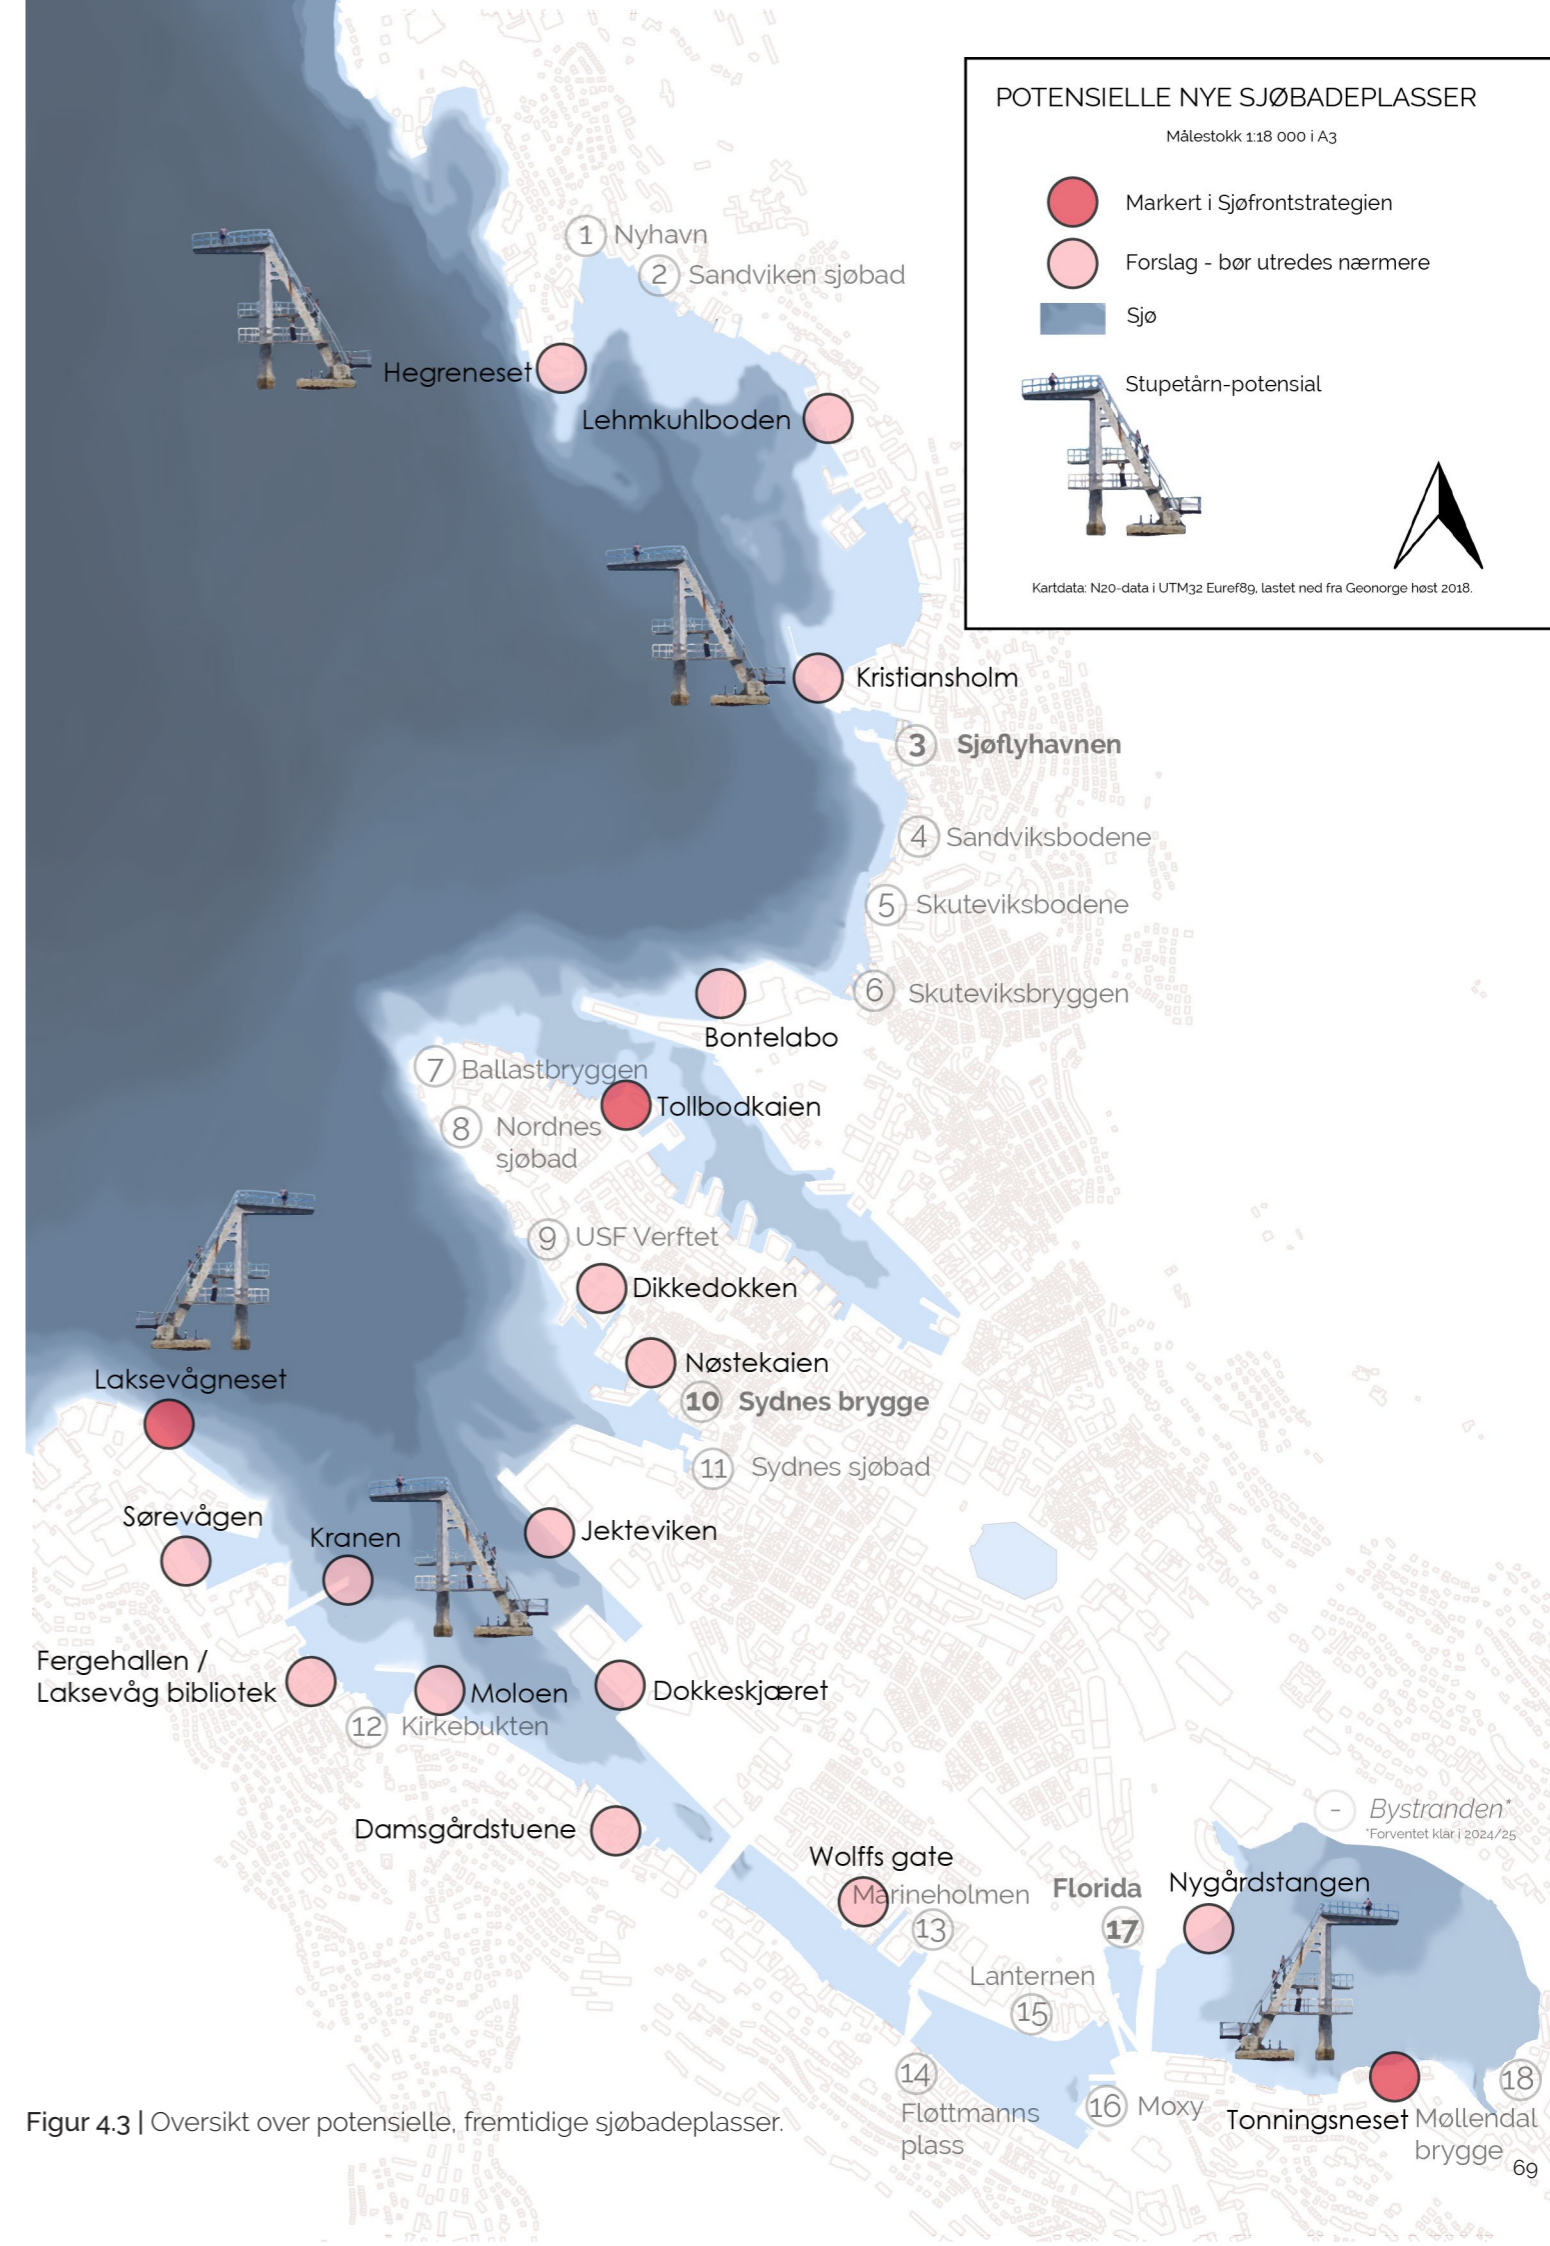 POTENSIELLE NYE SJØBADEPLASSER
Målestokk 1:18 000 i A3
Markert i Sjøfrontstrategien
Forslag - bør utredes nærmere
Sjø
Stupetårn-potensial
Kartdata: N20-data i UTM32 Euref89, lastet ned fra Geonorge høst 2018.
1 Nyhavn
2 Sandviken sjøbad
Hegreneset
Lehmkuhlboden
Kristiansholm
3 Sjøflyhavnen
4 Sandviksbodene
5 Skuteviksbodene
6 Skuteviksbryggen
Bontelabo
7 Ballastbryggen
Tollbodkaien
8 Nordnes
sjøbad
9 USF Verftet
Dikkedokken
Nøstekaien
Laksevågneset
10 Sydnes brygge
11 Sydnes sjøbad
Sørevågen
Kranen
Jekteviken
Fergehallen /
Laksevåg bibliotek
Moloen
Dokkeskjæret
12 Kirkebukten
Damsgårdstuene
- Bystranden*
*Forventet klar i 2024/25
Wolffs gate
Marineholmen
13
Florida
17
Nygårdstangen
Lanternen
15
14
Fløttmanns
plass
16 Moxy
Tonningsneset
18
Møllendal
brygge
Figur 4.3 | Oversikt over potensielle, fremtidige sjøbadeplasser.
69